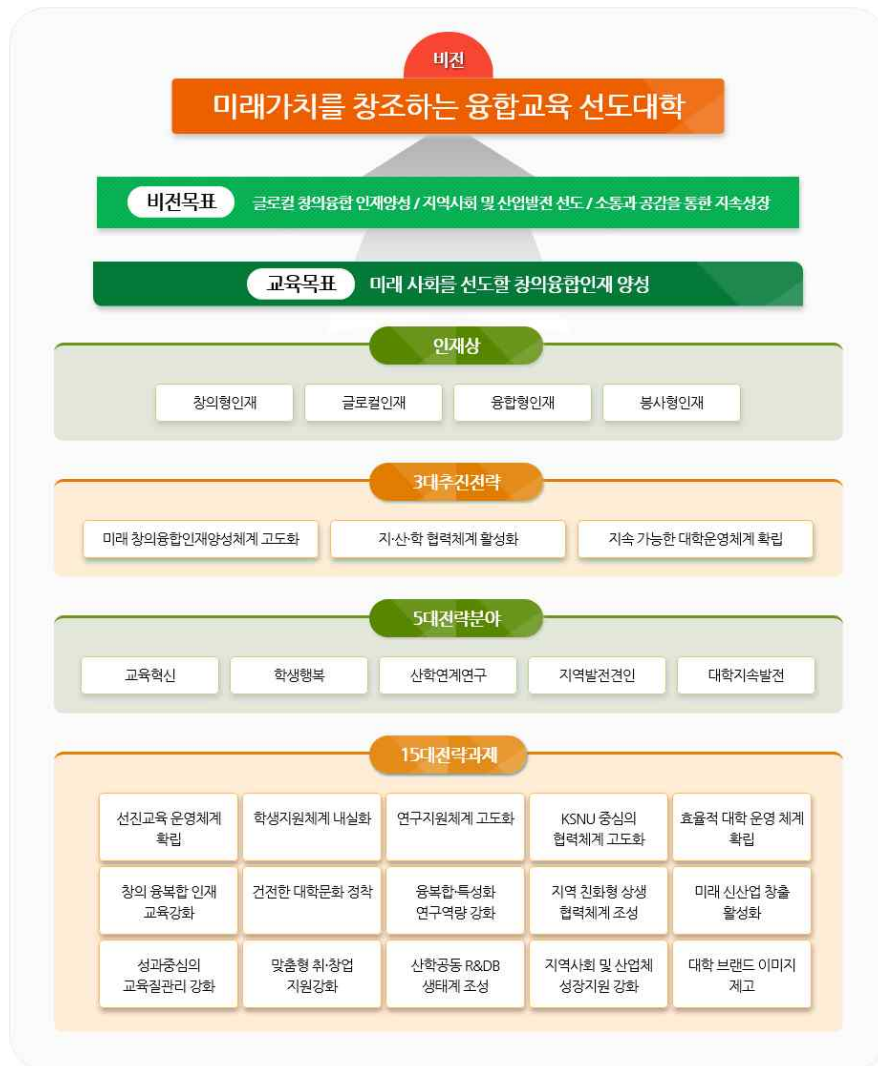 비전
미래가치를 창조하는 융합교육 선도대학
비전목표 글로컬 창의융합 인재양성 / 지역사회 및 산업발전 선도 / 소통과 공감을 통한 지속성장
교육목표 미래 사회를 선도할 창의융합인재 양성
인재상
창의형인재 글로컬인재 융합형인재 봉사형인재
3대추진전략
미래 창의융합인재양성체계 고도화 지·산·학 협력체계 활성화 지속 가능한 대학운영체계 확립
5대전략분야
교육혁신 학생행복 산학연계연구 지역발전견인 대학지속발전
15대전략과제
선진교육 운영체계
확립
학생지원체계 내실화
연구지원체계 고도화
KSNU 중심의
협력체계 고도화
효율적 대학 운영 체계
확립
창의 융복합 인재
교육강화
건전한 대학문화 정착
융복합·특성화
연구역량 강화
지역 친화형 상생
협력체계 조성
미래 신산업 창출
활성화
성과중심의
교육질관리 강화
맞춤형 취·창업
지원강화
산학공동 R&DB
생태계 조성
지역사회 및 산업체
성장지원 강화
대학 브랜드 이미지
제고